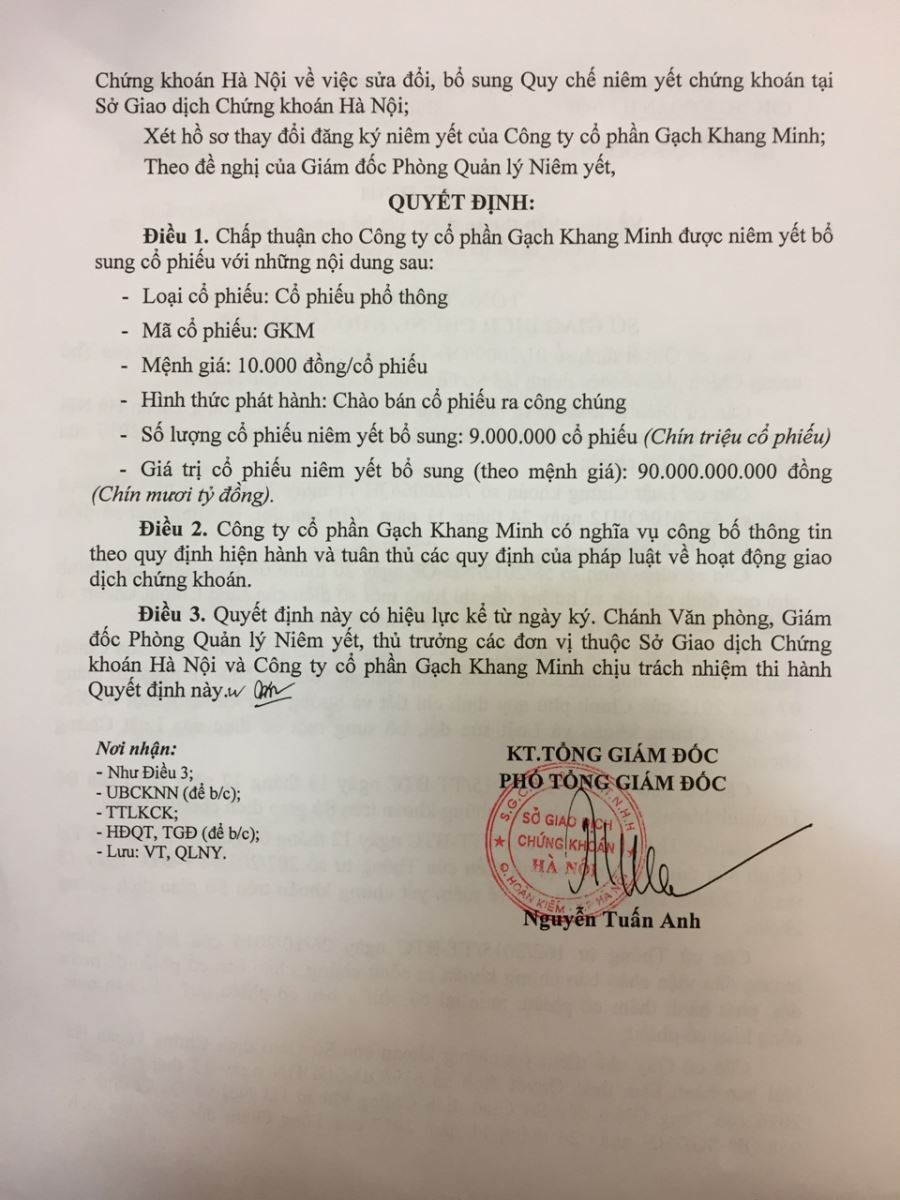 Chứng khoán Hà Nội về việc sửa đổi, bổ sung Quy chế niêm yết chứng khoán tại
Sở Giao dịch Chứng khoán Hà Nội;
Xét hồ sơ thay đổi đăng ký niêm yết của Công ty cổ phần Gạch Khang Minh;
Theo đề nghị của Giám đốc Phòng Quản lý Niêm yết,
QUYẾT ĐỊNH:
Điều 1. Chấp thuận cho Công ty cổ phần Gạch Khang Minh được niêm yết bổ
sung cổ phiếu với những nội dung sau:
- Loại cổ phiếu: Cổ phiếu phổ thông
- Mã cổ phiếu: GKM
- Mệnh giá: 10.000 đồng/cổ phiếu
- Hình thức phát hành: Chào bán cổ phiếu ra công chúng
- Số lượng cổ phiếu niêm yết bổ sung: 9.000.000 cổ phiếu (Chín triệu cổ phiếu)
- Giá trị cổ phiếu niêm yết bổ sung (theo mệnh giá): 90.000.000.000 đồng
(Chín mươi tỷ đồng).
Điều 2. Công ty cổ phần Gạch Khang Minh có nghĩa vụ công bố thông tin
theo quy định hiện hành và tuân thủ các quy định của pháp luật về hoạt động giao
dịch chứng khoán.
Điều 3. Quyết định này có hiệu lực kể từ ngày ký. Chánh Văn phòng, Giám
đốc Phòng Quản lý Niêm yết, thủ trưởng các đơn vị thuộc Sở Giao dịch Chứng
khoán Hà Nội và Công ty cổ phần Gạch Khang Minh chịu trách nhiệm thi hành
Quyết định này.
Nơi nhận:
- Như Điều 3;
- UBCKNN (để b/c);
- TTLKCK;
- HĐQT, TGĐ (để b/c);
- Lưu: VT, QLNY.
KT.TỔNG GIÁM ĐỐC
PHÓ TỔNG GIÁM ĐỐC
SỞ GIAO DỊCH
CHỨNG KHOÁN
HÀ NỘI
Q.HOÀN KIẾM - T.P HÀ NỘI
Nguyễn Tuấn Anh